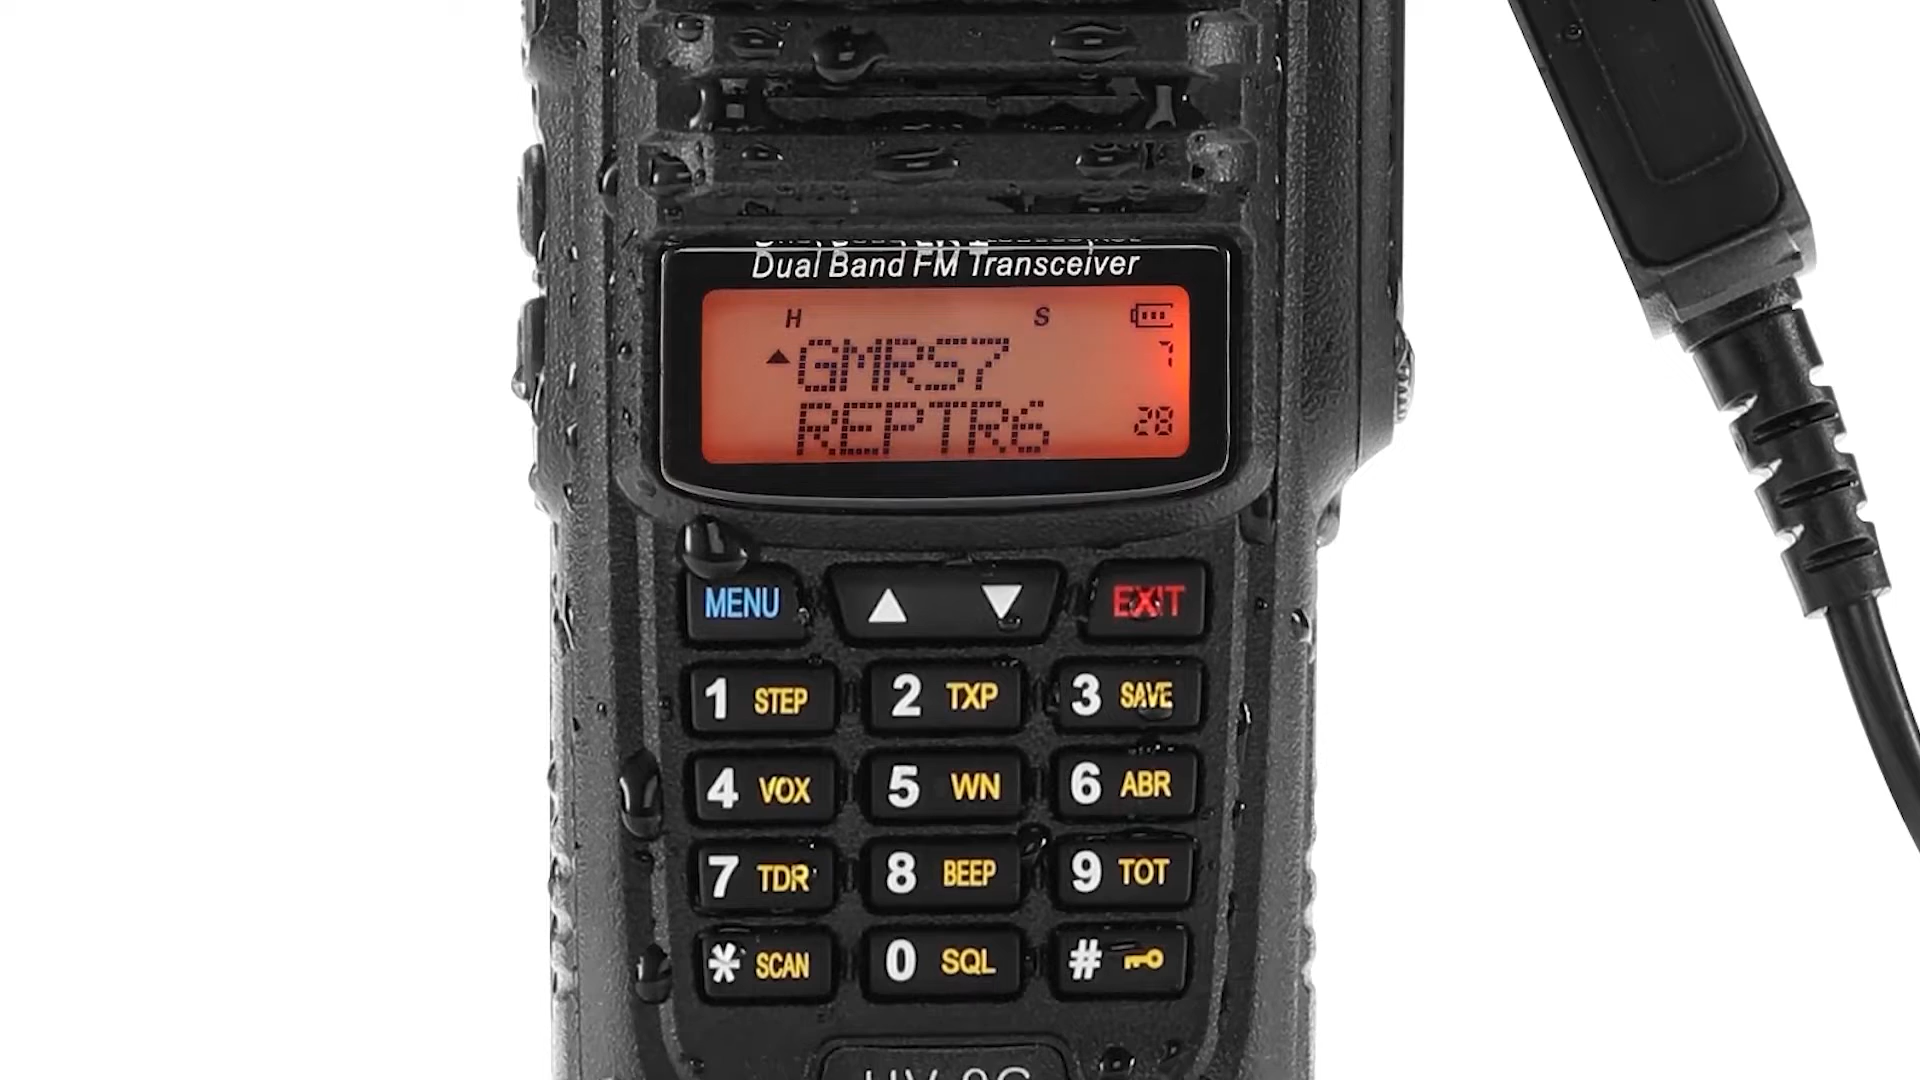 Dual Band FM Transceiver
H S
GMRS7 7
REPTR6 28
MENU EXIT
1 STEP 2 TXP 3 SAVE
4 VOX 5 WN 6 ABR
7 TDR 8 BEEP 9 TOT
* SCAN 0 SQL #